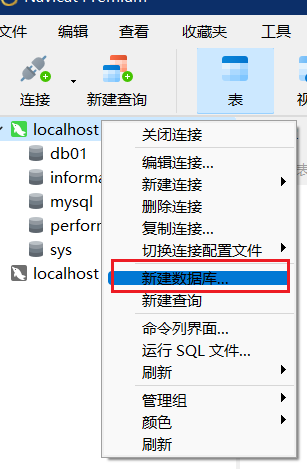 Navicat Premium
文件 编辑 查看 收藏夹 工具
连接 新建查询 表
localhost
db01
informa
mysql
perform
sys
localhost
关闭连接
编辑连接...
新建连接
删除连接
复制连接...
切换连接配置文件
新建数据库...
新建查询
命令列界面...
运行 SQL 文件...
刷新
管理组
颜色
刷新